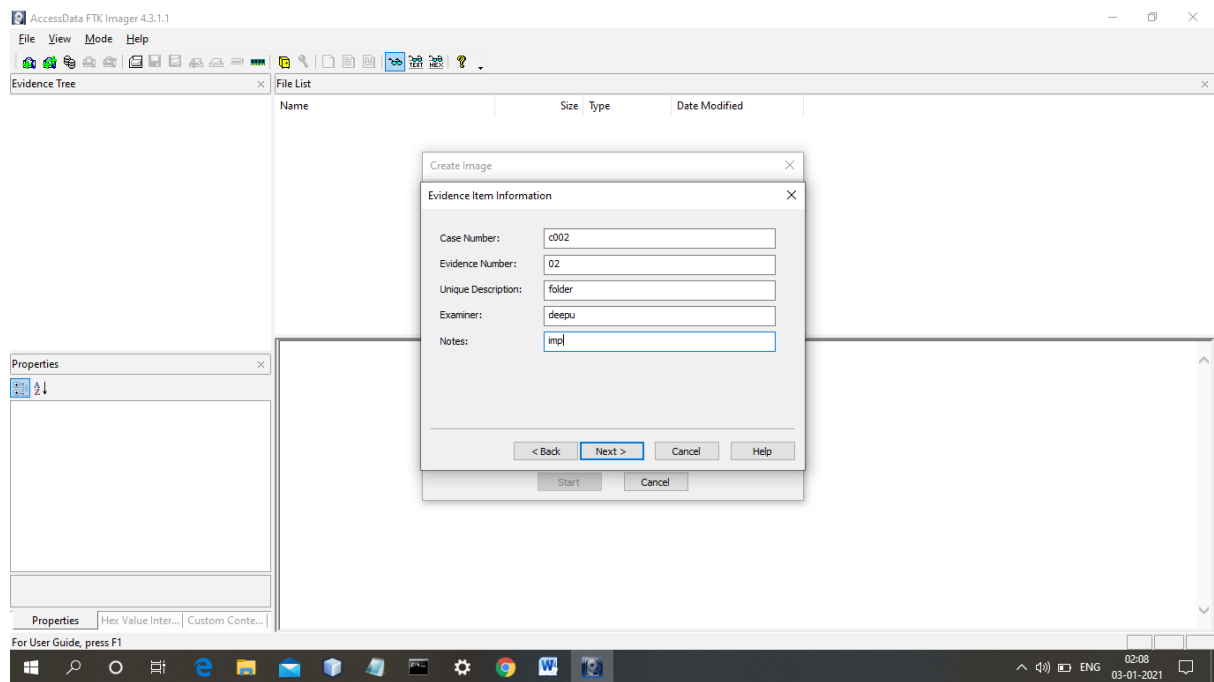 AccessData FTK Imager 4.3.1.1
File View Mode Help
TEXT HEX
Evidence Tree
File List
Name Size Type Date Modified
Create Image
Evidence Item Information
Case Number: c002
Evidence Number: 02
Unique Description: folder
Examiner: deepu
Notes: imp
< Back Next > Cancel Help
Start Cancel
Properties
A
Z
Properties Hex Value Inter... Custom Conte...
For User Guide, press F1
ENG
02:08
03-01-2021